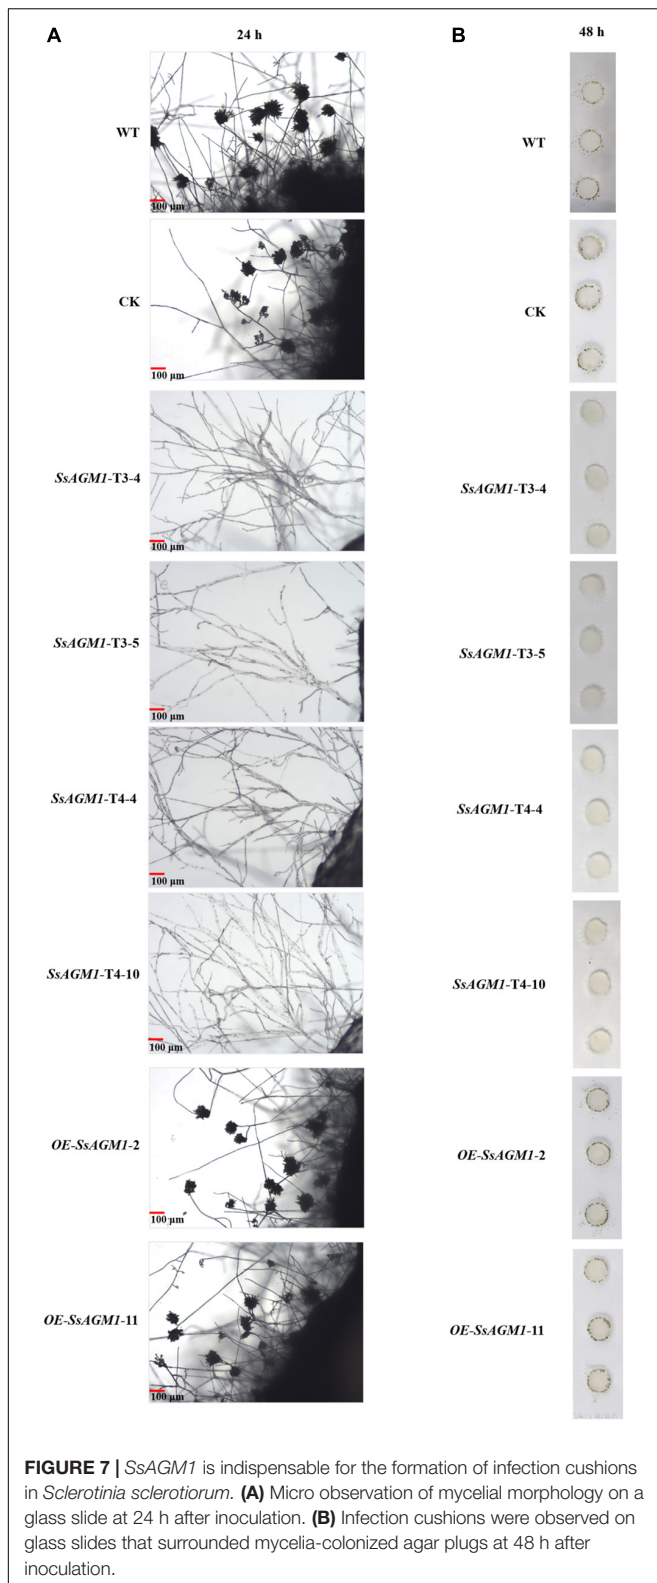 A 24 h B 48 h
WT 100 µm WT
CK 100 µm CK
SsAGM1-T3-4 100 µm SsAGM1-T3-4
SsAGM1-T3-5 100 µm SsAGM1-T3-5
SsAGM1-T4-4 100 µm SsAGM1-T4-4
SsAGM1-T4-10 100 µm SsAGM1-T4-10
OE-SsAGM1-2 100 µm OE-SsAGM1-2
OE-SsAGM1-11 100 µm OE-SsAGM1-11
FIGURE 7 | SsAGM1 is indispensable for the formation of infection cushions
in Sclerotinia sclerotiorum. (A) Micro observation of mycelial morphology on a
glass slide at 24 h after inoculation. (B) Infection cushions were observed on
glass slides that surrounded mycelia-colonized agar plugs at 48 h after
inoculation.